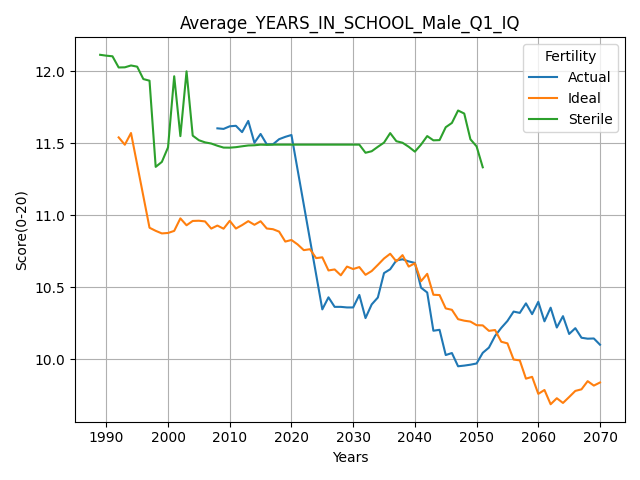 Average_YEARS_IN_SCHOOL_Male_Q1_IQ
Fertility
Actual
Ideal
Sterile
Score(0-20)
12.0
11.5
11.0
10.5
10.0
1990 2000 2010 2020 2030 2040 2050 2060 2070
Years